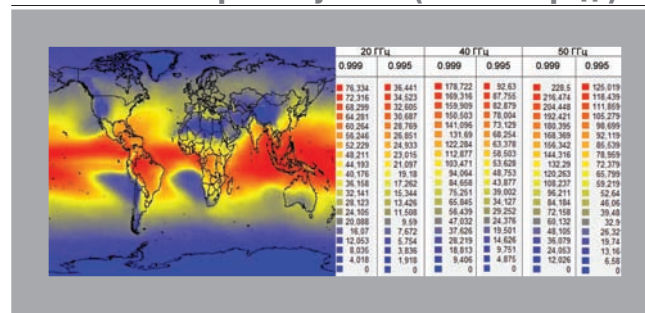 20 ГГц 40 ГГц 50 ГГц
0.999 0.995 0.999 0.995 0.999 0.995
76,334 36,441 178,722 92,63 228,5 125,019
72,316 34,523 169,316 87,755 216,474 118,439
68,299 32,605 159,909 82,879 204,448 111,859
64,281 30,687 150,503 78,004 192,421 105,279
60,264 28,769 141,096 73,129 180,395 98,699
56,246 26,851 131,69 68,254 168,369 92,119
52,229 24,933 122,284 63,378 156,342 85,539
48,211 23,015 112,877 58,503 144,316 78,959
44,193 21,097 103,471 53,628 132,29 72,379
40,176 19,18 94,064 48,753 120,263 65,799
36,158 17,262 84,658 43,877 108,237 59,219
32,141 15,344 75,251 39,002 96,211 52,64
28,123 13,426 65,845 34,127 84,184 46,06
24,105 11,508 56,439 29,252 72,158 39,48
20,088 9,59 47,032 24,376 60,132 32,9
16,07 7,672 37,626 19,501 48,105 26,32
12,053 5,754 28,219 14,626 36,079 19,74
8,035 3,836 18,813 9,751 24,053 13,16
4,018 1,918 9,406 4,875 12,026 6,58
0 0 0 0 0 0